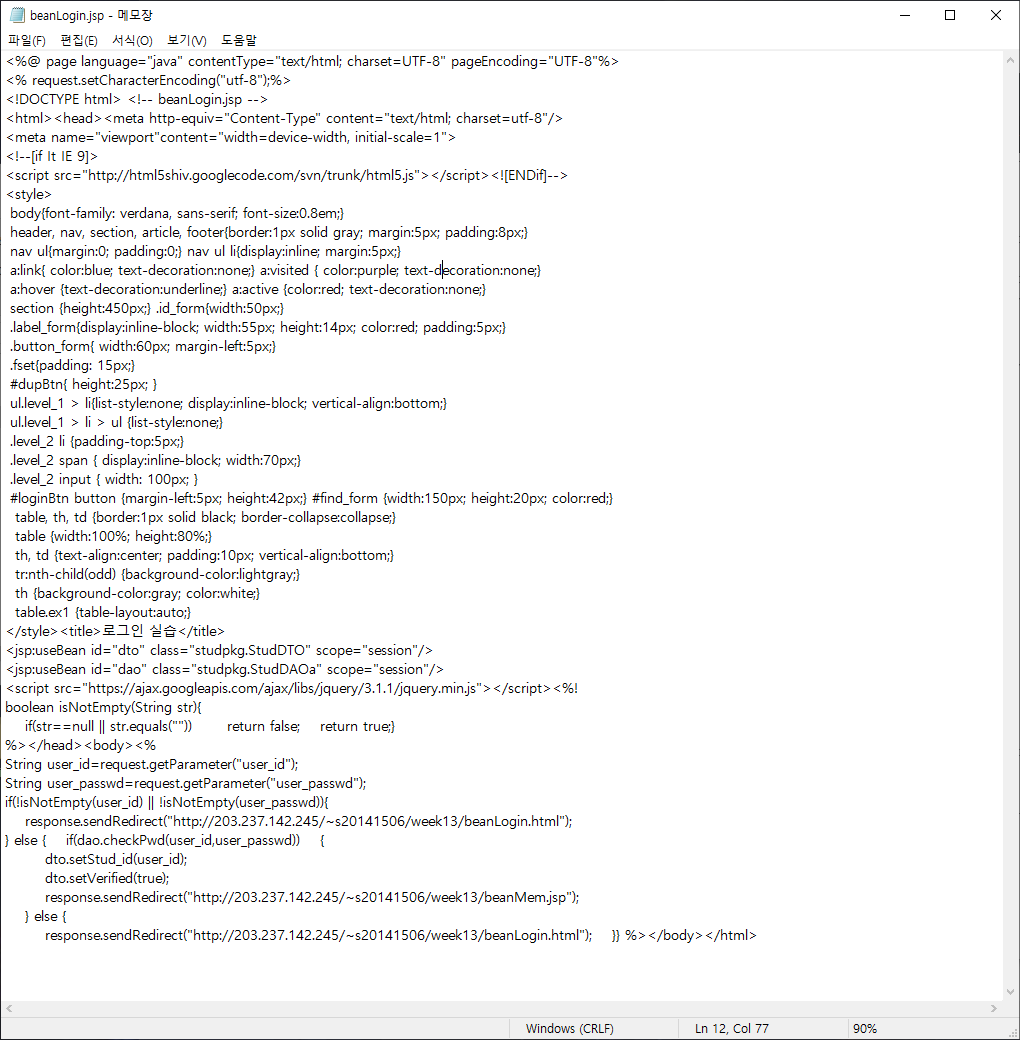 beanLogin.jsp - 메모장
파일(F) 편집(E) 서식(O) 보기(V) 도움말
<%@ page language="java" contentType="text/html; charset=UTF-8" pageEncoding="UTF-8"%>
<% request.setCharacterEncoding("utf-8");%>
<!DOCTYPE html> <!-- beanLogin.jsp -->
<html><head><meta http-equiv="Content-Type" content="text/html; charset=utf-8"/>
<meta name="viewport"content="width=device-width, initial-scale=1">
<!--[if lt IE 9]>
<script src="http://html5shiv.googlecode.com/svn/trunk/html5.js"></script><![ENDif]-->
<style>
 body{font-family: verdana, sans-serif; font-size:0.8em;}
 header, nav, section, article, footer{border:1px solid gray; margin:5px; padding:8px;}
 nav ul{margin:0; padding:0;} nav ul li{display:inline; margin:5px;}
 a:link{ color:blue; text-decoration:none;} a:visited { color:purple; text-decoration:none;}
 a:hover {text-decoration:underline;} a:active {color:red; text-decoration:none;}
 section {height:450px;} .id_form{width:50px;}
 .label_form{display:inline-block; width:55px; height:14px; color:red; padding:5px;}
 .button_form{ width:60px; margin-left:5px;}
 .fset{padding: 15px;}
 #dupBtn{ height:25px; }
 ul.level_1 > li{list-style:none; display:inline-block; vertical-align:bottom;}
 ul.level_1 > li > ul {list-style:none;}
 .level_2 li {padding-top:5px;}
 .level_2 span { display:inline-block; width:70px;}
 .level_2 input { width: 100px; }
 #loginBtn button {margin-left:5px; height:42px;} #find_form {width:150px; height:20px; color:red;}
  table, th, td {border:1px solid black; border-collapse:collapse;}
  table {width:100%; height:80%;}
  th, td {text-align:center; padding:10px; vertical-align:bottom;}
  tr:nth-child(odd) {background-color:lightgray;}
  th {background-color:gray; color:white;}
  table.ex1 {table-layout:auto;}
</style><title>로그인 실습</title>
<jsp:useBean id="dto" class="studpkg.StudDTO" scope="session"/>
<jsp:useBean id="dao" class="studpkg.StudDAOa" scope="session"/>
<script src="https://ajax.googleapis.com/ajax/libs/jquery/3.1.1/jquery.min.js"></script><%!
boolean isNotEmpty(String str){
    if(str==null || str.equals(""))        return false;    return true;}
%></head><body><%
String user_id=request.getParameter("user_id");
String user_passwd=request.getParameter("user_passwd");
if(!isNotEmpty(user_id) || !isNotEmpty(user_passwd)){
    response.sendRedirect("http://203.237.142.245/~s20141506/week13/beanLogin.html");
} else {    if(dao.checkPwd(user_id,user_passwd))    {
        dto.setStud_id(user_id);
        dto.setVerified(true);
        response.sendRedirect("http://203.237.142.245/~s20141506/week13/beanMem.jsp");
    } else {
        response.sendRedirect("http://203.237.142.245/~s20141506/week13/beanLogin.html");    }} %></body></html>
Windows (CRLF) Ln 12, Col 77 90%